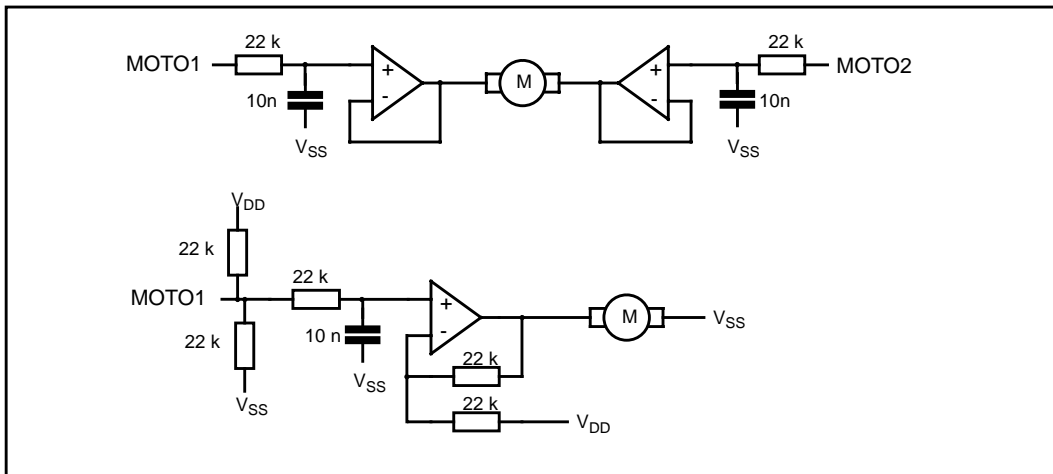 22 k
22 k
MOTO1
+
-
M
+
-
MOTO2
10n
10n
VSS
VSS
VDD
22 k
22 k
MOTO1
+
-
M
VSS
22 k
10 n
22 k
VSS
VSS
22 k
VDD